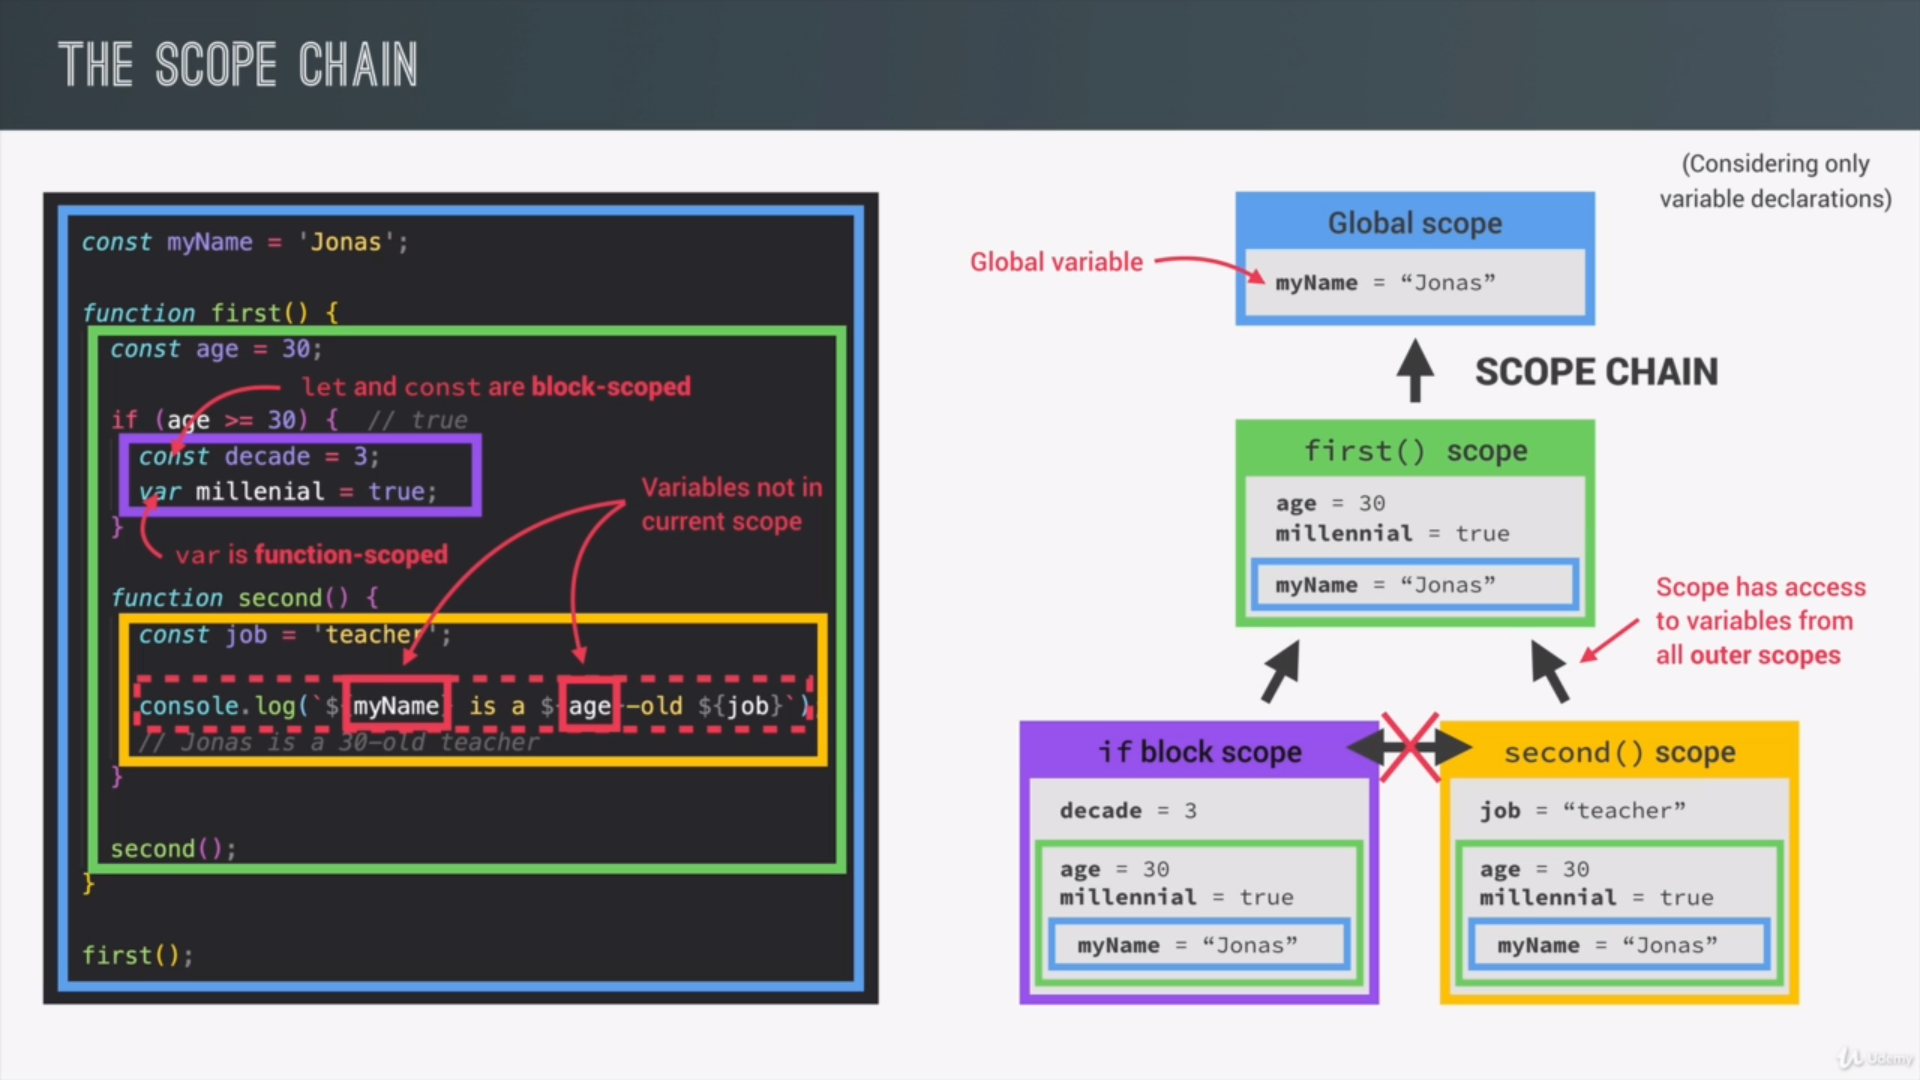 THE SCOPE CHAIN
const myName = 'Jonas';
function first() {
const age = 30;
let and const are block-scoped
if (age >= 30) { // true
const decade = 3;
var millenial = true;
}
var is function-scoped
Variables not in
current scope
function second() {
const job = 'teacher';
console.log(`${myName} is a ${age}-old ${job}`)
// Jonas is a 30-old teacher
}
second();
}
first();
(Considering only
variable declarations)
Global scope
Global variable
myName = “Jonas”
SCOPE CHAIN
first() scope
age = 30
millennial = true
myName = “Jonas”
Scope has access
to variables from
all outer scopes
if block scope
decade = 3
age = 30
millennial = true
myName = “Jonas”
second() scope
job = “teacher”
age = 30
millennial = true
myName = “Jonas”
Udemy